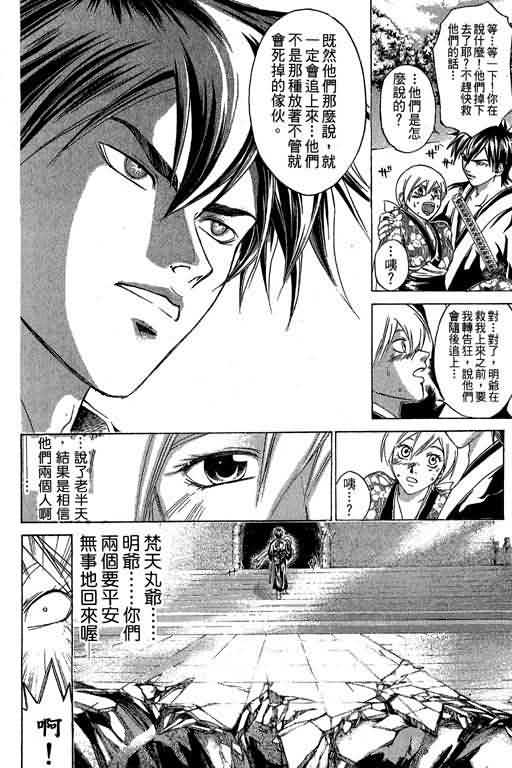 等…等一下！你在
說什麼！他們掉下
去了耶？不趕快救
他們的話…
…他們是怎
麼說的？
…咦？
既然他們那麼說，就
一定會追上來…他們
不是那種放著不管就
會死掉的傢伙。
對…對了，明爺在
救我上來之前，要
我轉告狂，說他們
會隨後追上…
咦…？
…說了老半天
，結果是相信
他們兩個人啊
梵天丸爺……
明爺……你們
兩個要平安
無事地回來喔
啊！